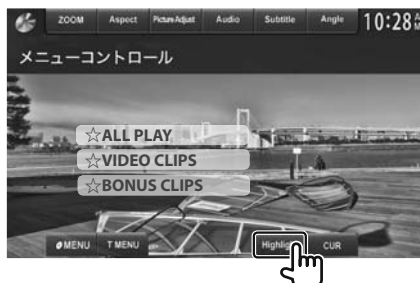 ZOOM Aspect Picture Adjust Audio Subtitle Angle 10:28
メニューコントロール
☆ALL PLAY
☆VIDEO CLIPS
☆BONUS CLIPS
MENU T MENU Highlight CUR